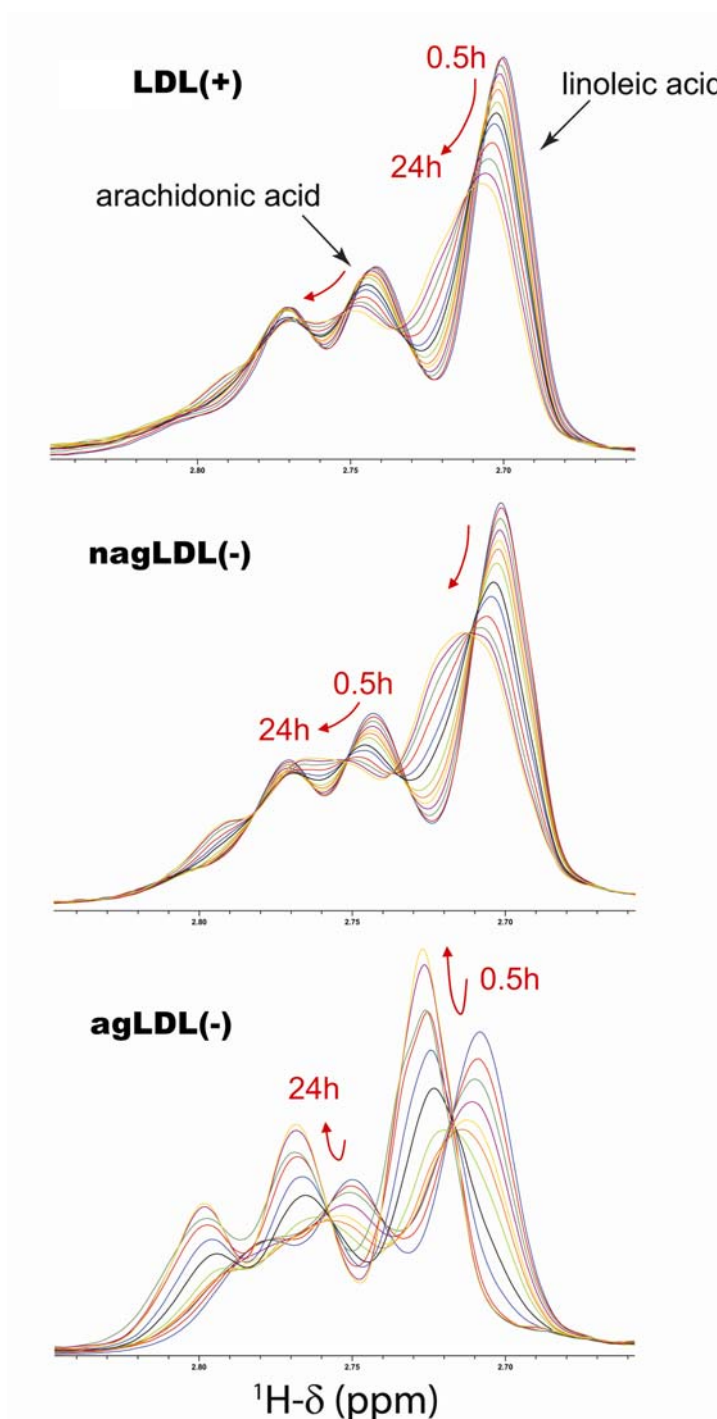 LDL(+)
0.5h
linoleic acid
24h
arachidonic acid
2.80 2.75 2.70
nagLDL(-)
0.5h
24h
2.80 2.75 2.70
agLDL(-)
0.5h
24h
2.80 2.75 2.70
¹H-δ (ppm)